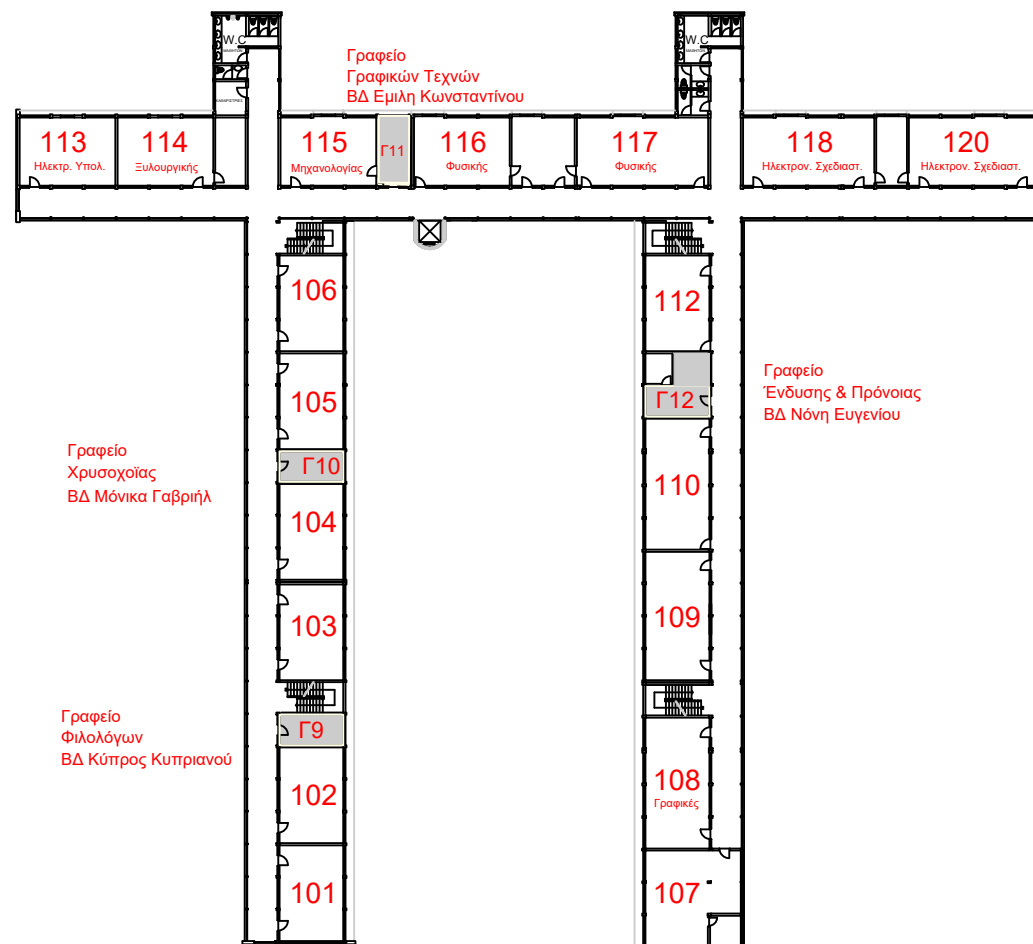 W.C
W.C
Γραφείο
Γραφικών Τεχνών
ΒΔ Εμιλη Κωνσταντίνου
113
Ηλεκτρ. Υπολ.
114
Ξυλουργικής
115
Μηχανολογίας
Γ11
116
Φυσικής
117
Φυσικής
118
Ηλεκτρον. Σχεδιαστ.
120
Ηλεκτρον. Σχεδιαστ.
106
112
105
Γραφείο
Ένδυσης & Πρόνοιας
ΒΔ Νόνη Ευγενίου
Γ12
Γραφείο
Χρυσοχοϊας
ΒΔ Μόνικα Γαβριήλ
Γ10
110
104
103
109
Γραφείο
Φιλολόγων
ΒΔ Κύπρος Κυπριανού
Γ9
102
108
Γραφικές
101
107